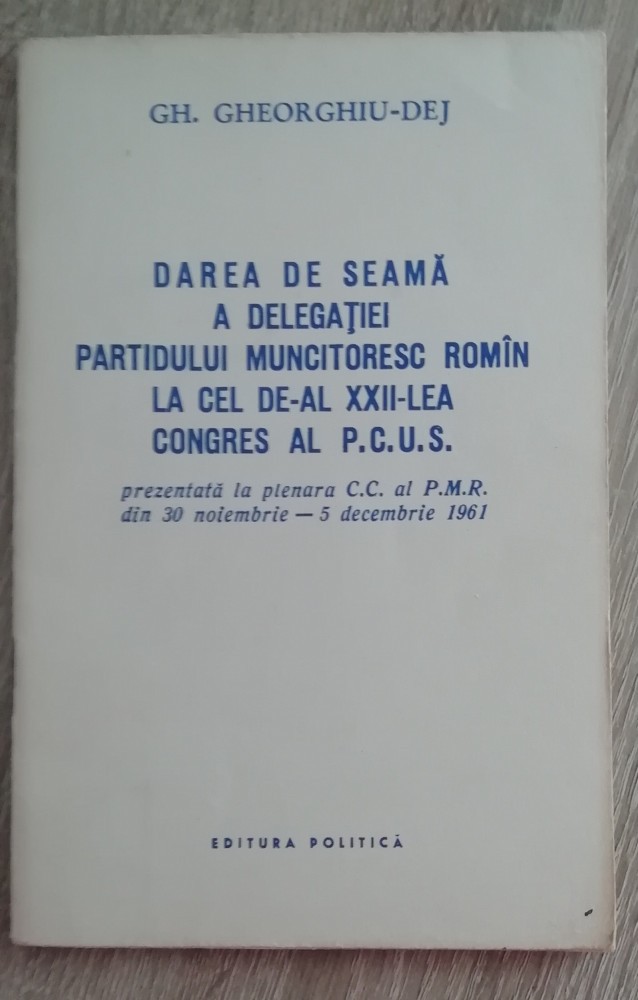 GH. GHEORGHIU-DEJ
DAREA DE SEAMĂ
A DELEGAȚIEI
PARTIDULUI MUNCITORESC ROMÎN
LA CEL DE-AL XXII-LEA
CONGRES AL P.C.U.S.
prezentată la plenara C.C. al P.M.R.
din 30 noiembrie — 5 decembrie 1961
EDITURA POLITICĂ